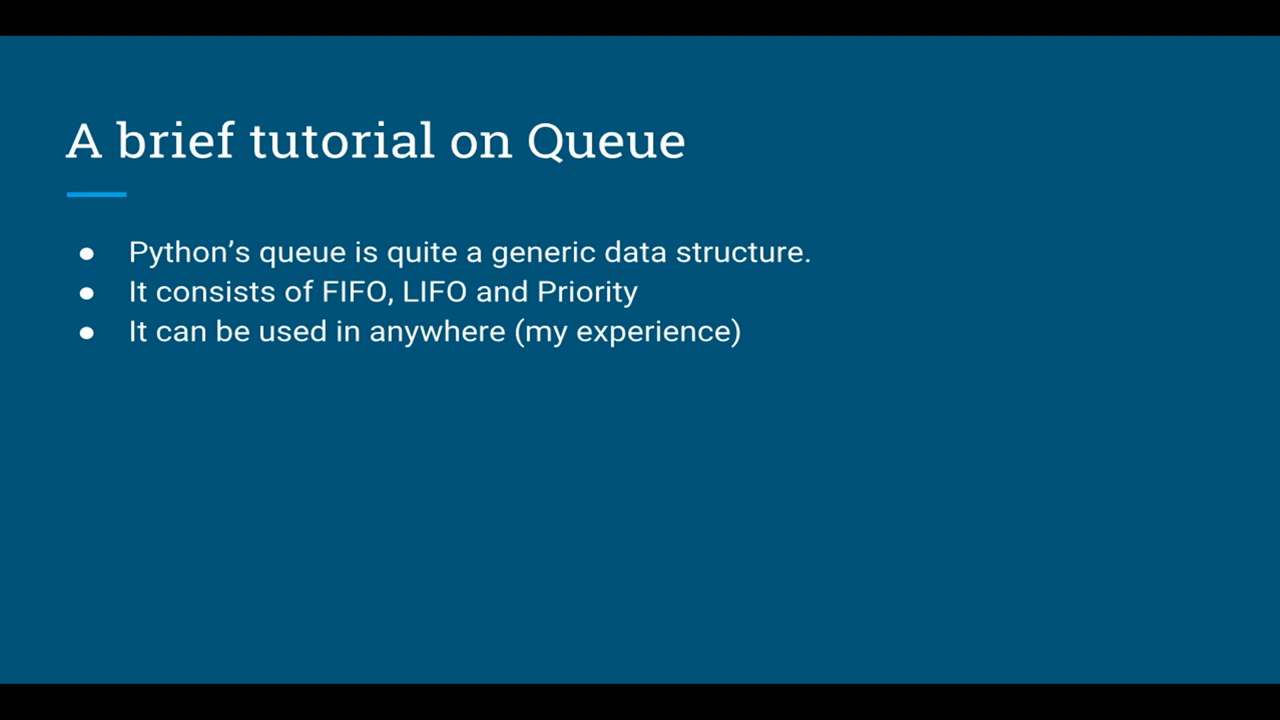 A brief tutorial on Queue
● Python’s queue is quite a generic data structure.
● It consists of FIFO, LIFO and Priority
● It can be used in anywhere (my experience)